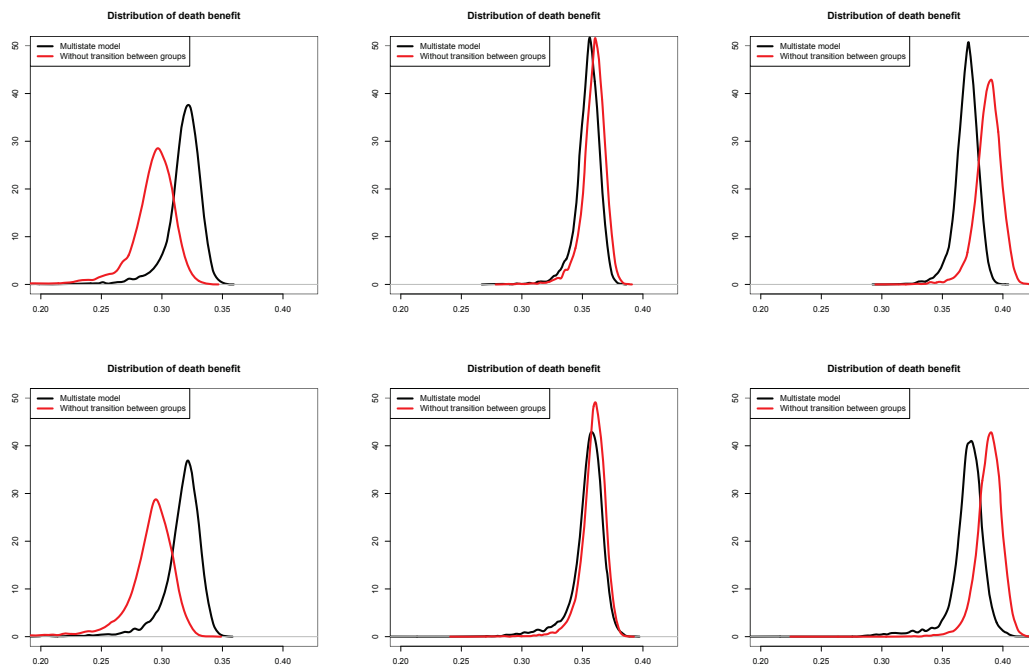 Distribution of death benefit
Multistate model
Without transition between groups
0 10 20 30 40 50
0.20 0.25 0.30 0.35 0.40
Distribution of death benefit
Multistate model
Without transition between groups
0 10 20 30 40 50
0.20 0.25 0.30 0.35 0.40
Distribution of death benefit
Multistate model
Without transition between groups
0 10 20 30 40 50
0.20 0.25 0.30 0.35 0.40
Distribution of death benefit
Multistate model
Without transition between groups
0 10 20 30 40 50
0.20 0.25 0.30 0.35 0.40
Distribution of death benefit
Multistate model
Without transition between groups
0 10 20 30 40 50
0.20 0.25 0.30 0.35 0.40
Distribution of death benefit
Multistate model
Without transition between groups
0 10 20 30 40 50
0.20 0.25 0.30 0.35 0.40